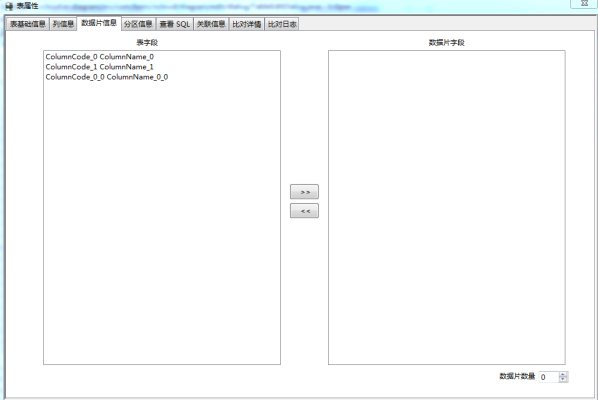 表属性
表基础信息 列信息 数据片信息 分区信息 查看 SQL 关联信息 比对详情 比对日志
表字段 数据片字段
ColumnCode_0 ColumnName_0
ColumnCode_1 ColumnName_1
ColumnCode_0_0 ColumnName_0_0
>>
<<
数据片数量 0